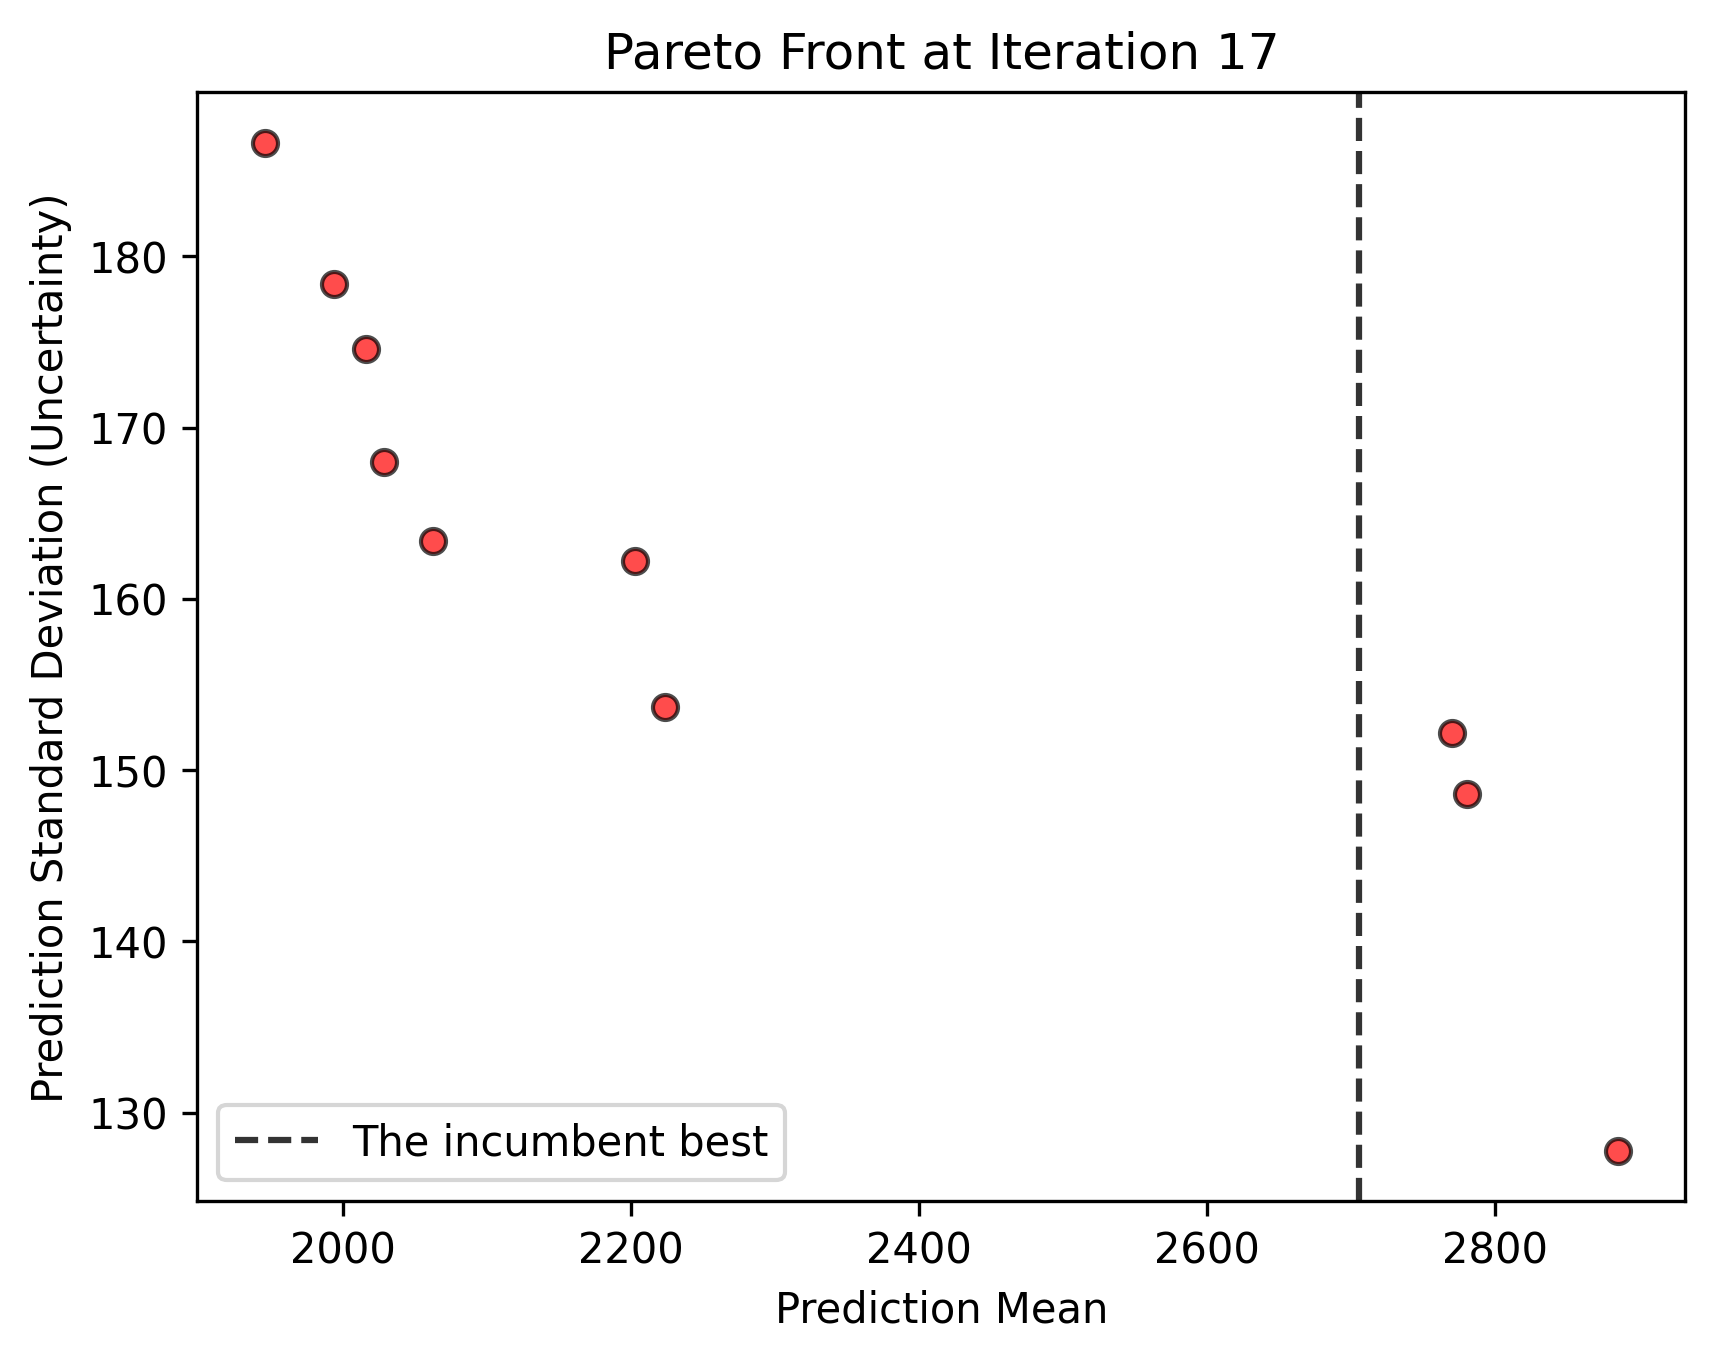 Pareto Front at Iteration 17
Prediction Standard Deviation (Uncertainty)
180
170
160
150
140
130
The incumbent best
2000 2200 2400 2600 2800
Prediction Mean